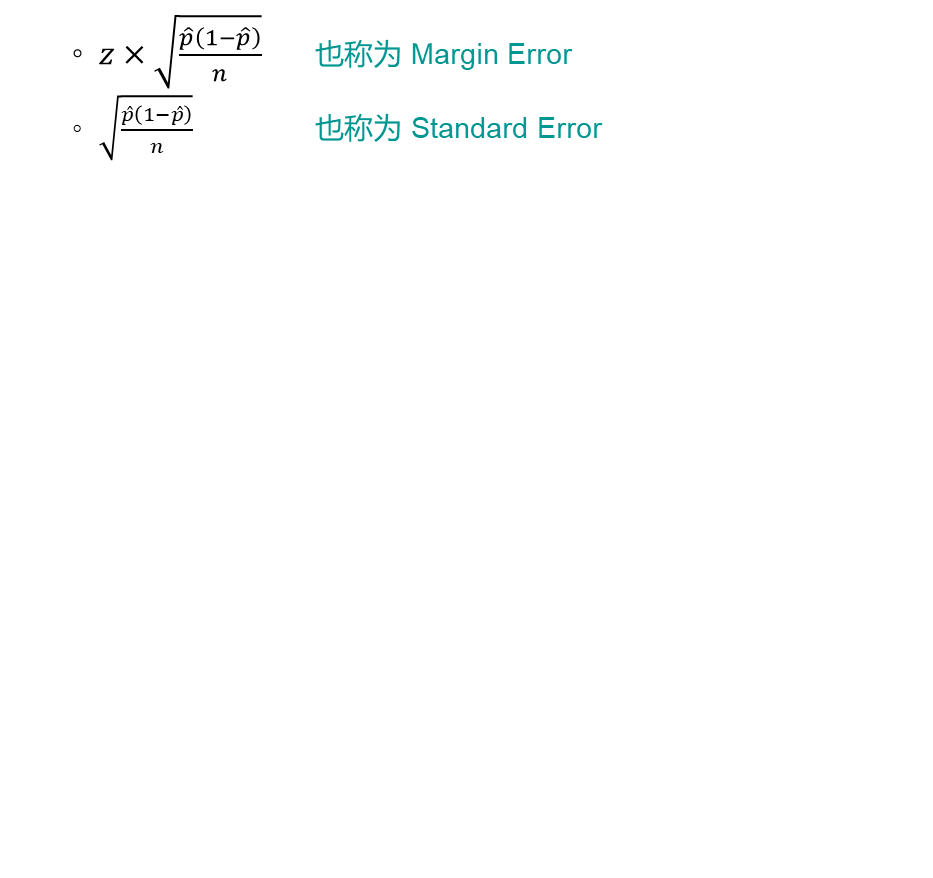 ◦ z × √(p̂(1−p̂)/n) 也称为 Margin Error
◦ √(p̂(1−p̂)/n) 也称为 Standard Error